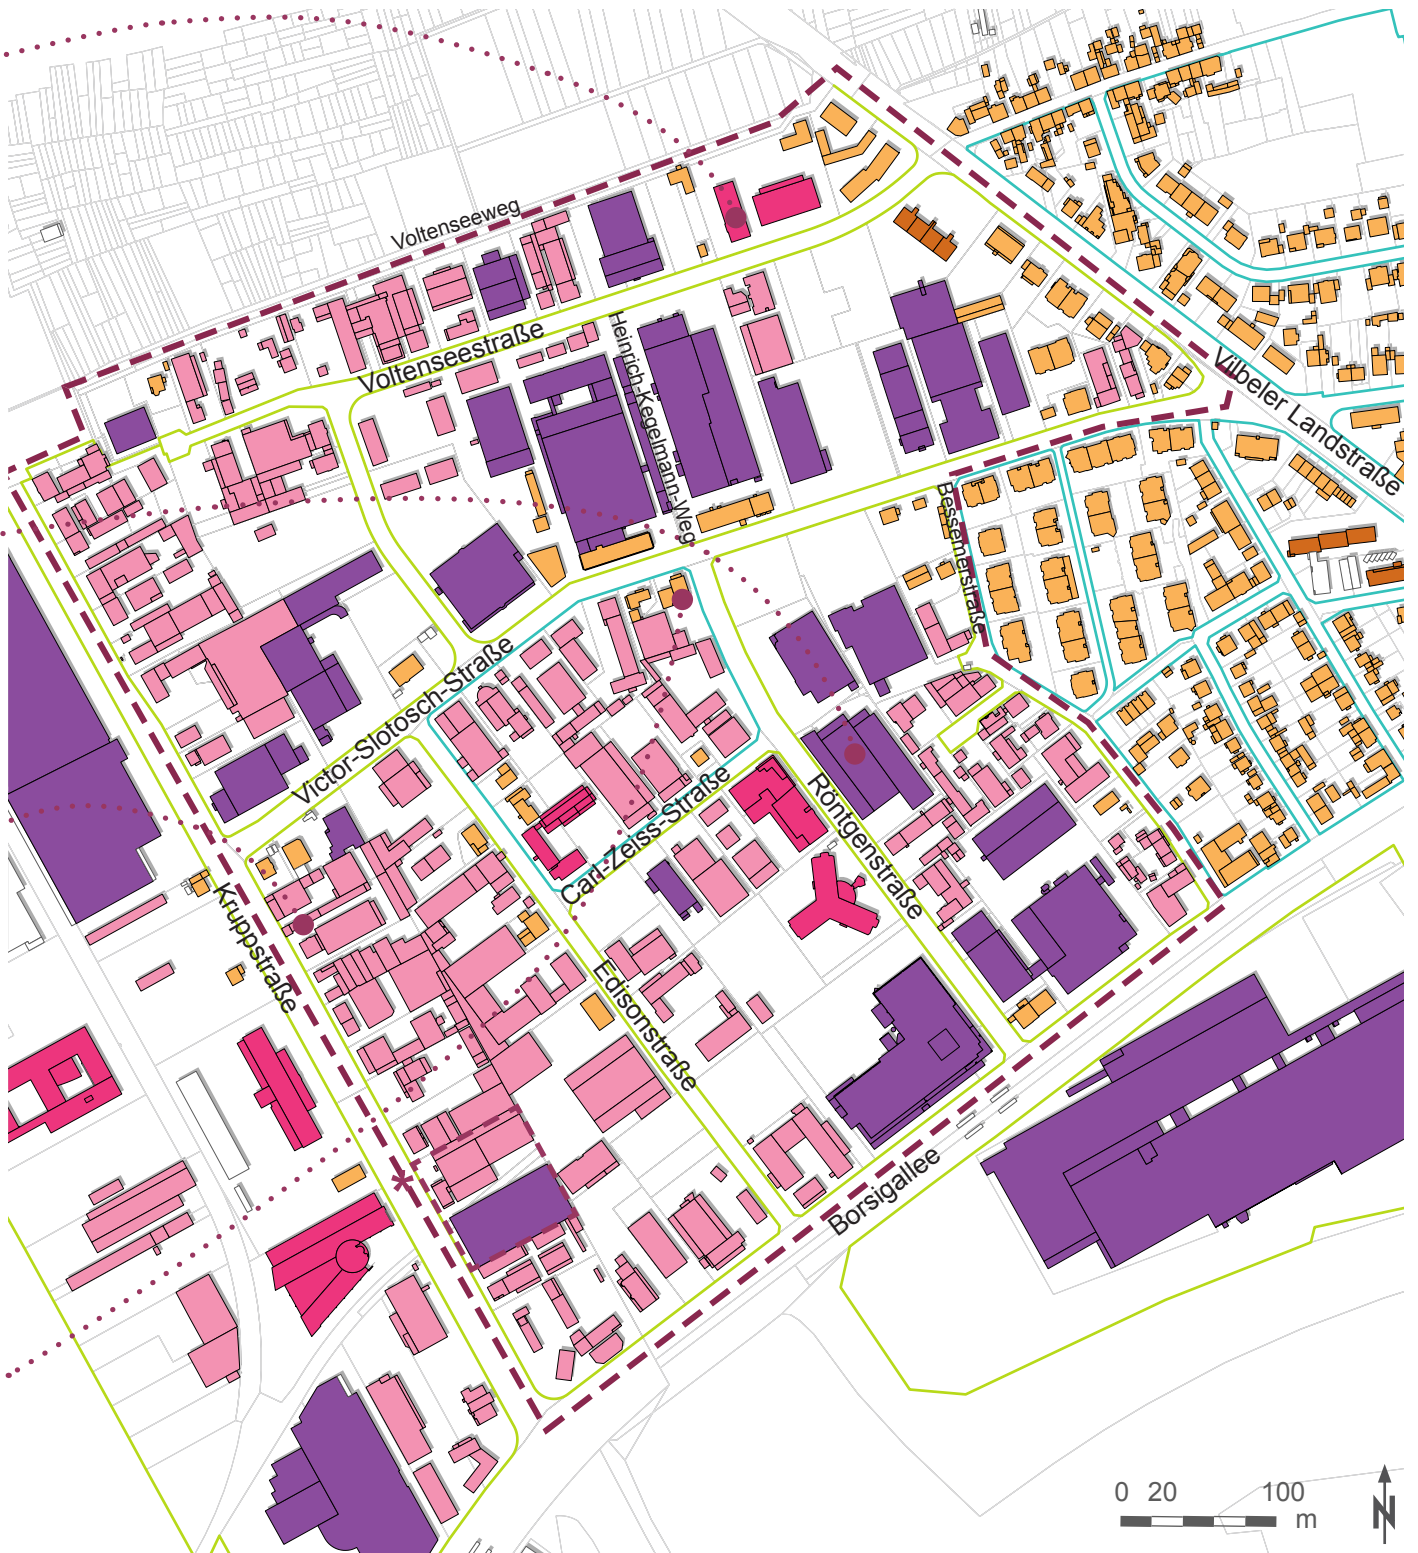 Voltenseeweg
Voltenseestraße
Heinrich-Kegelmann-Weg
Vilbeler Landstraße
Bessemerstraße
Victor-Slotosch-Straße
Carl-Zeiss-Straße
Röntgenstraße
Kruppstraße
Edisonstraße
Borsigallee
0 20 100
m
N